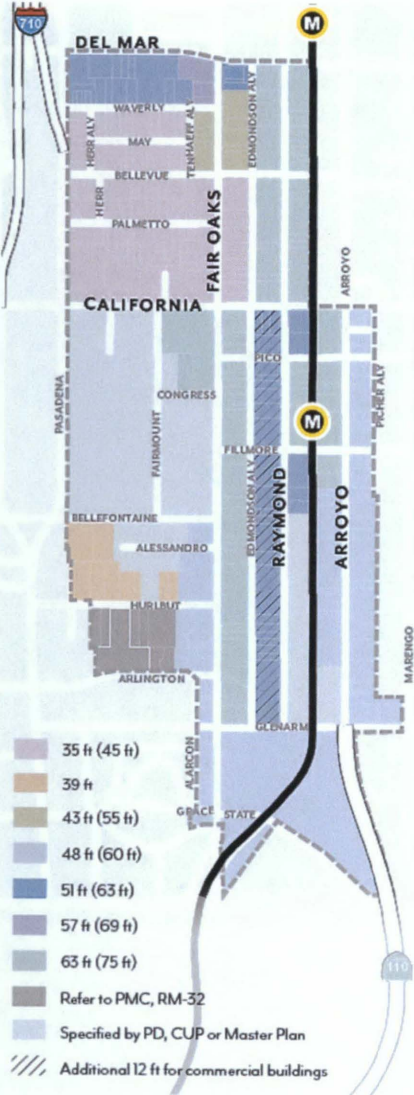 710
M
DEL MAR
WAVERLY
HERR ALY
MAY
TENHAEFF ALY
EDMONDSON ALY
BELLEVUE
HERR
PALMETTO
FAIR OAKS
ARROYO
CALIFORNIA
PICO
PASADENA
CONGRESS
PICHER ALY
M
FAIRMOUNT
FILLMORE
EDMONDSON ALY
RAYMOND
ARROYO
BELLEFONTAINE
ALESSANDRO
HURLBUT
ARLINGTON
MARENGO
GLENARM
ALARCON
GRACE
STATE
35 ft (45 ft)
39 ft
43 ft (55 ft)
48 ft (60 ft)
51 ft (63 ft)
57 ft (69 ft)
63 ft (75 ft)
Refer to PMC, RM-32
Specified by PD, CUP or Master Plan
Additional 12 ft for commercial buildings
110